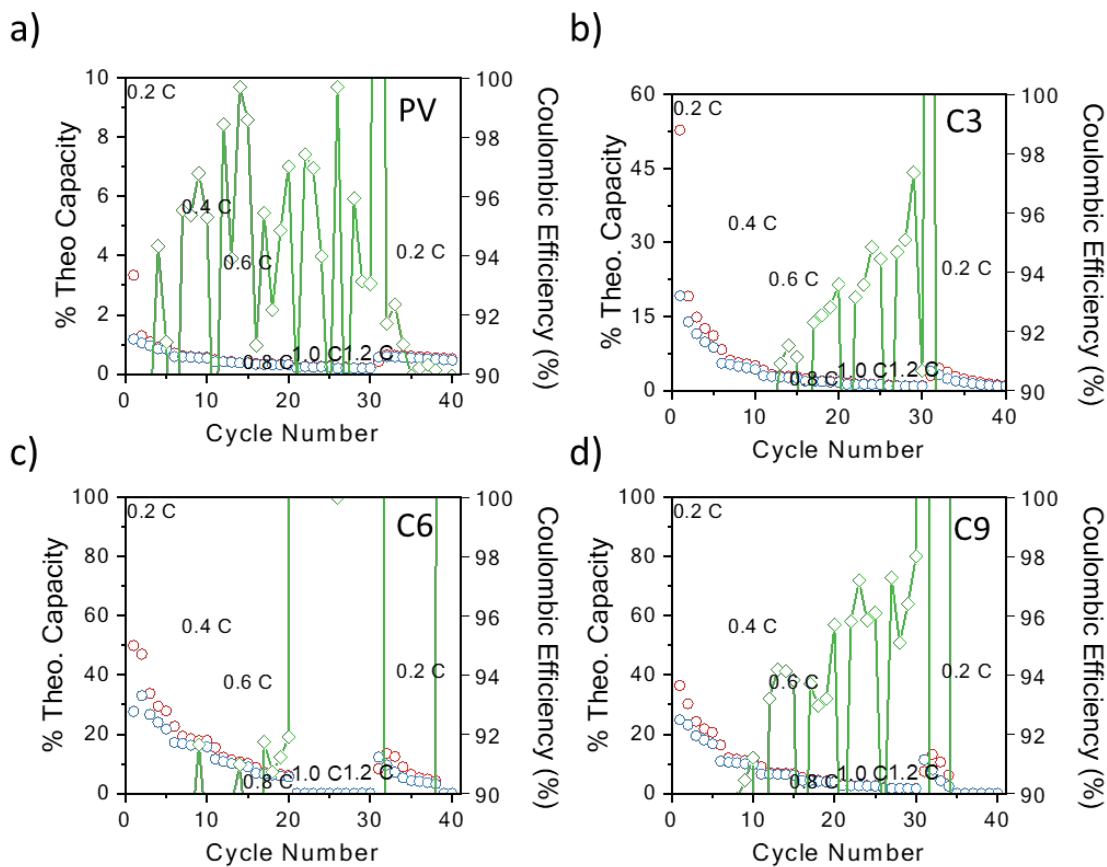 a)
% Theo Capacity
10
8
6
4
2
0
0.2 C
0.4 C
0.6 C
0.8 C
1.0 C
1.2 C
0.2 C
PV
100
98
96
94
92
90
Coulombic Efficiency (%)
0
10
20
30
40
Cycle Number
b)
% Theo. Capacity
60
45
30
15
0
0.2 C
0.4 C
0.6 C
0.8 C
1.0 C
1.2 C
0.2 C
C3
100
98
96
94
92
90
Coulombic Efficiency (%)
0
10
20
30
40
Cycle Number
c)
% Theo. Capacity
100
80
60
40
20
0
0.2 C
0.4 C
0.6 C
0.8 C
1.0 C
1.2 C
0.2 C
C6
100
98
96
94
92
90
Coulombic Efficiency (%)
0
10
20
30
40
Cycle Number
d)
% Theo. Capacity
100
80
60
40
20
0
0.2 C
0.4 C
0.6 C
0.8 C
1.0 C
1.2 C
0.2 C
C9
100
98
96
94
92
90
Coulombic Efficiency (%)
0
10
20
30
40
Cycle Number